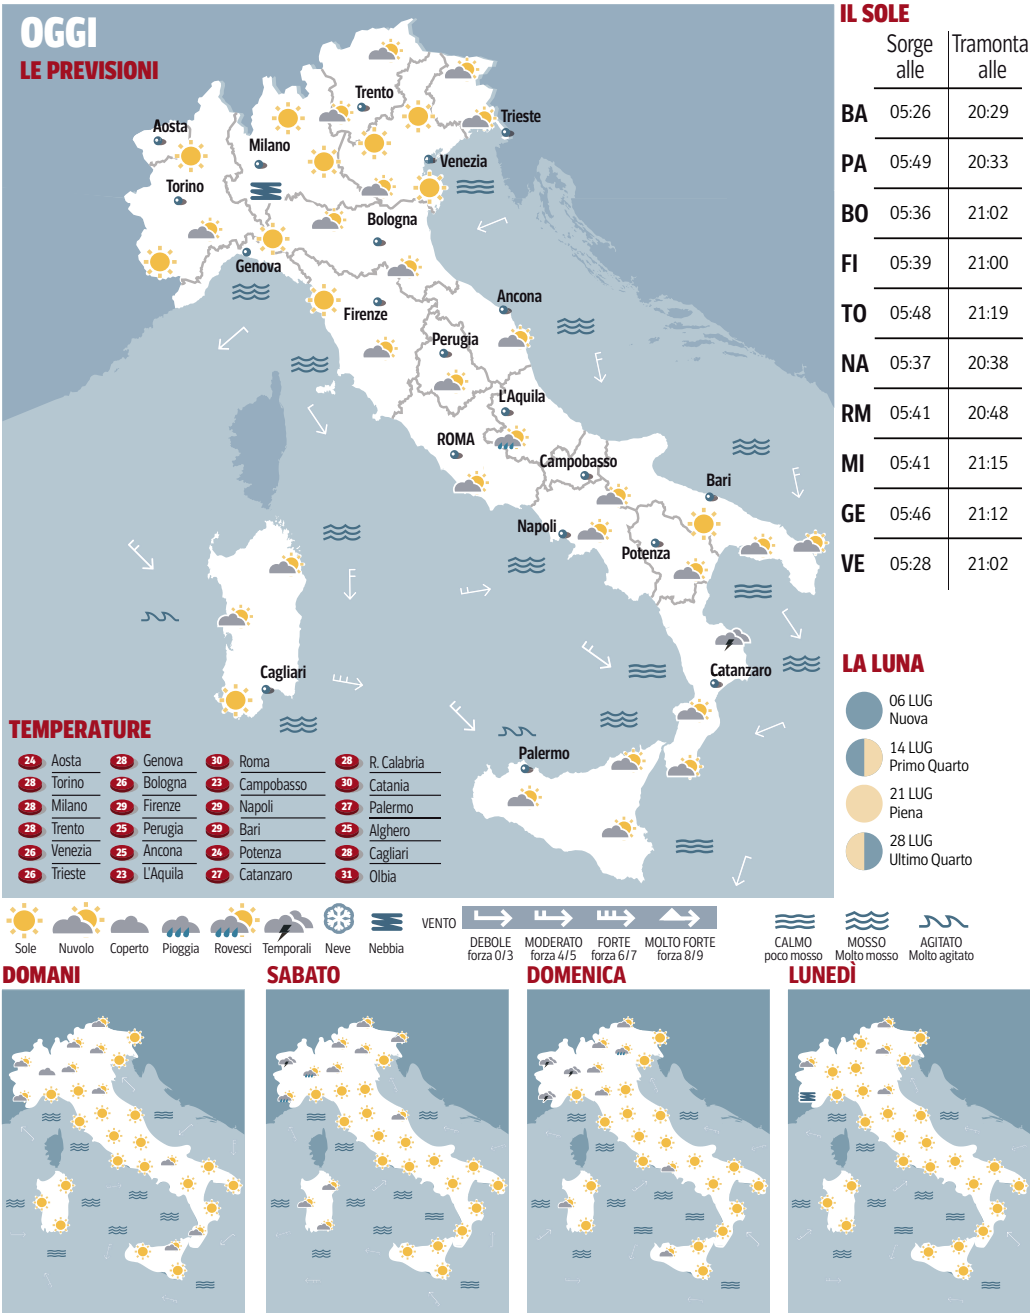 OGGI
LE PREVISIONI
Trento
Trieste
Aosta
Milano
Venezia
Torino
Bologna
Genova
Ancona
Firenze
Perugia
L'Aquila
ROMA
Campobasso
Bari
Napoli
Potenza
Cagliari
Catanzaro
Palermo
TEMPERATURE
24 Aosta
28 Torino
28 Milano
28 Trento
26 Venezia
26 Trieste
28 Genova
26 Bologna
29 Firenze
25 Perugia
25 Ancona
23 L'Aquila
30 Roma
23 Campobasso
29 Napoli
29 Bari
24 Potenza
27 Catanzaro
28 R. Calabria
30 Catania
27 Palermo
25 Alghero
28 Cagliari
31 Olbia
IL SOLE
Sorge alle Tramonta alle
BA 05:26 20:29
PA 05:49 20:33
BO 05:36 21:02
FI 05:39 21:00
TO 05:48 21:19
NA 05:37 20:38
RM 05:41 20:48
MI 05:41 21:15
GE 05:46 21:12
VE 05:28 21:02
LA LUNA
06 LUG
Nuova
14 LUG
Primo Quarto
21 LUG
Piena
28 LUG
Ultimo Quarto
Sole
Nuvolo
Coperto
Pioggia
Rovesci
Temporali
Neve
Nebbia
VENTO
DEBOLE
forza 0/3
MODERATO
forza 4/5
FORTE
forza 6/7
MOLTO FORTE
forza 8/9
CALMO
poco mosso
MOSSO
Molto mosso
AGITATO
Molto agitato
DOMANI
SABATO
DOMENICA
LUNEDÌ